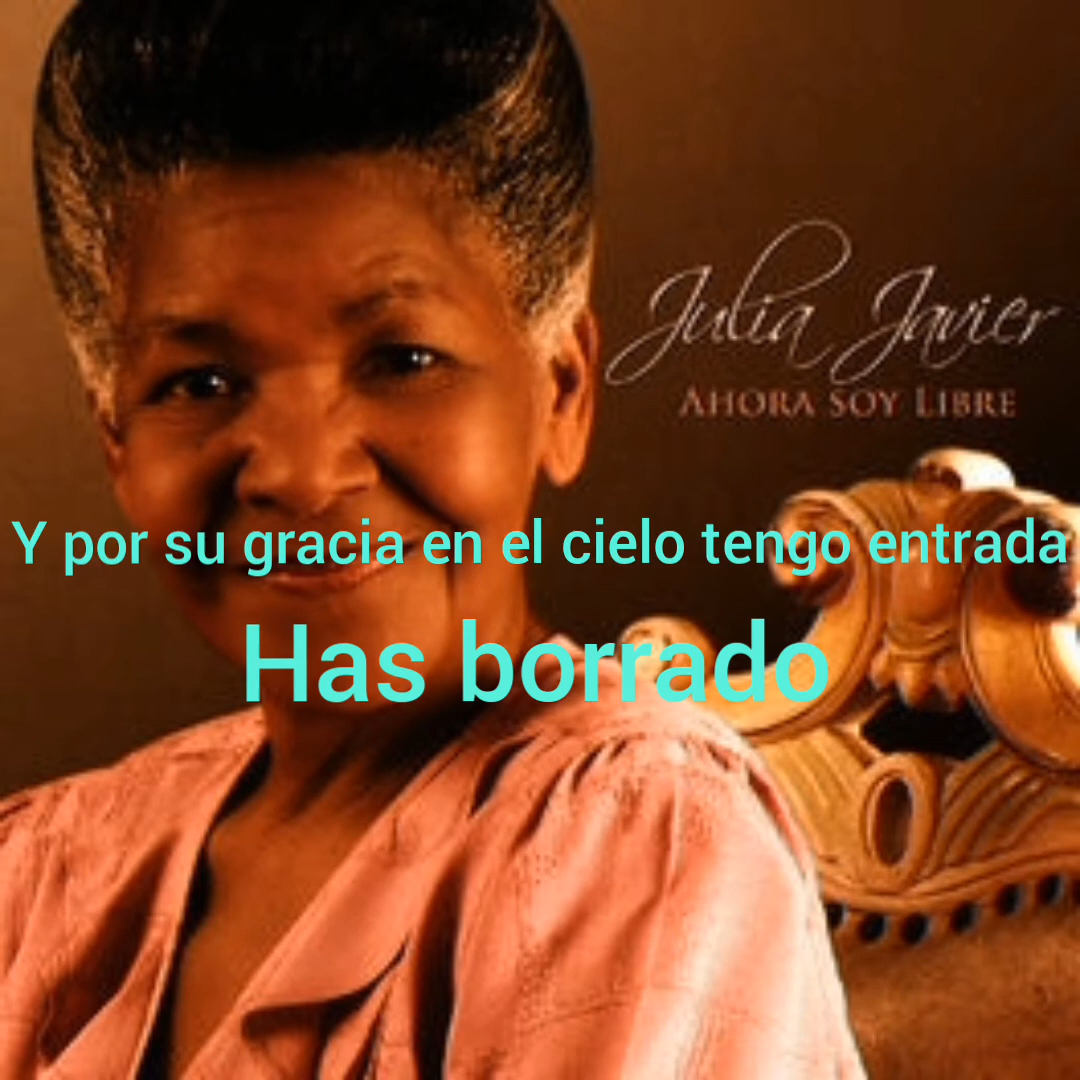 Julia Javier
AHORA SOY LIBRE
Y por su gracia en el cielo tengo entrada
Has borrado